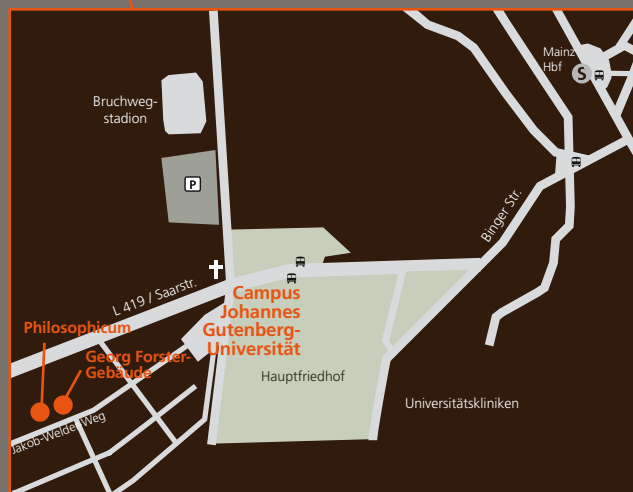 Mainz
Hbf
S
Bruchweg-
stadion
P
Binger Str.
L 419 / Saarstr.
Campus
Johannes
Gutenberg-
Universität
Philosophicum
Georg Forster-
Gebäude
Hauptfriedhof
Universitätskliniken
Jakob-Welder-Weg